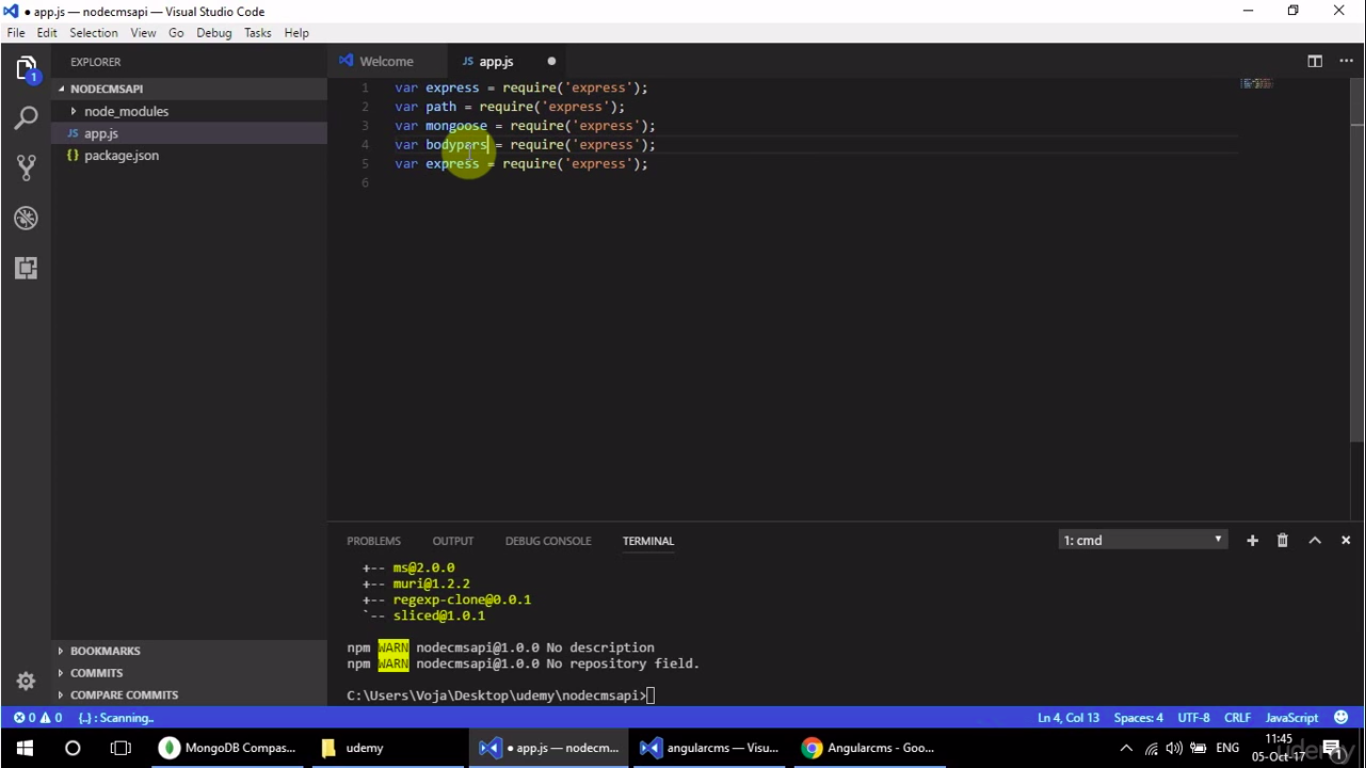 ● app.js — nodecmsapi — Visual Studio Code
File Edit Selection View Go Debug Tasks Help
EXPLORER
Welcome
JS app.js
NODECMSAPI
node_modules
JS app.js
{} package.json
1 var express = require('express');
2 var path = require('express');
3 var mongoose = require('express');
4 var bodypars = require('express');
5 var express = require('express');
6
1
PROBLEMS OUTPUT DEBUG CONSOLE TERMINAL
1: cmd
+-- ms@2.0.0
+-- muri@1.2.2
+-- regexp-clone@0.0.1
`-- sliced@1.0.1
npm WARN nodecmsapi@1.0.0 No description
npm WARN nodecmsapi@1.0.0 No repository field.
C:\Users\Voja\Desktop\udemy\nodecmsapi>
BOOKMARKS
COMMITS
COMPARE COMMITS
0 0 {..} : Scanning..
Ln 4, Col 13 Spaces: 4 UTF-8 CRLF JavaScript
MongoDB Compas...
udemy
● app.js — nodecm...
angularcms — Visu...
Angularcms - Goo...
ENG
11:45
05-Oct-17
1
udemy